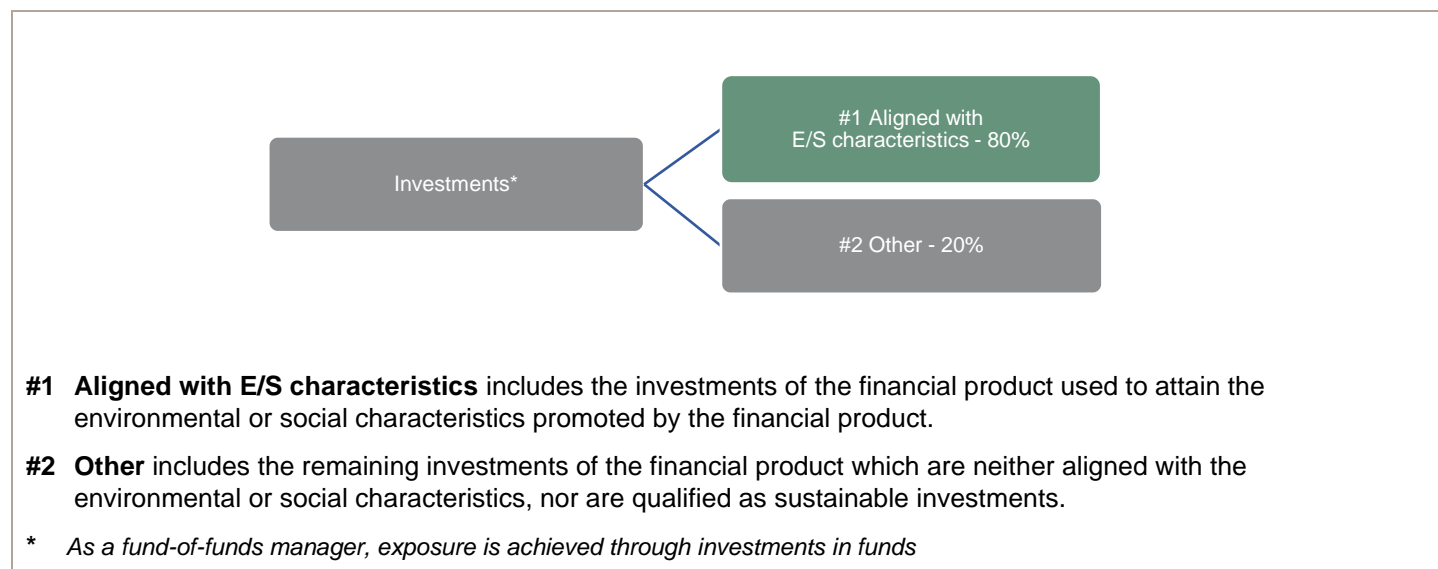 #1 Aligned with
E/S characteristics - 80%
Investments*
#2 Other - 20%
#1 Aligned with E/S characteristics includes the investments of the financial product used to attain the
environmental or social characteristics promoted by the financial product.
#2 Other includes the remaining investments of the financial product which are neither aligned with the
environmental or social characteristics, nor are qualified as sustainable investments.
* As a fund-of-funds manager, exposure is achieved through investments in funds